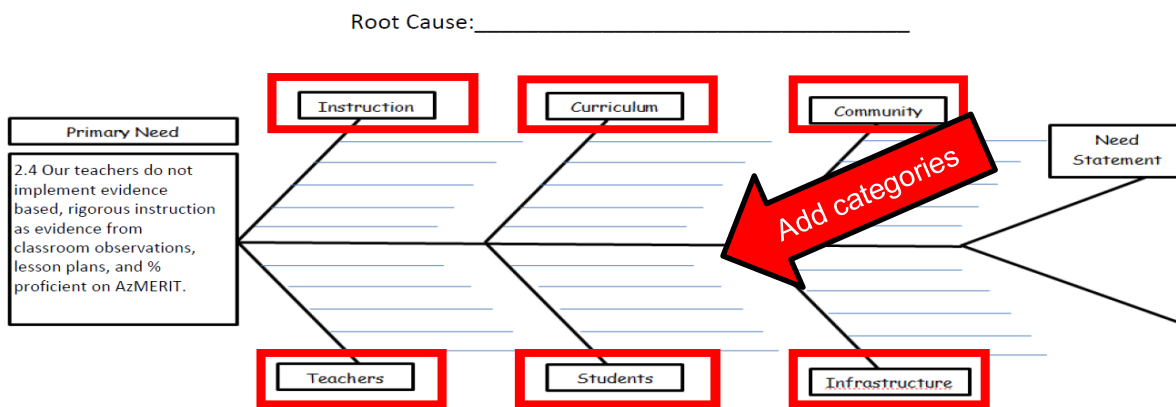 Root Cause:
Instruction
Curriculum
Community
Primary Need
Need
Statement
2.4 Our teachers do not
implement evidence
based, rigorous instruction
as evidence from
classroom observations,
lesson plans, and %
proficient on AzMERIT.
Add categories
Teachers
Students
Infrastructure